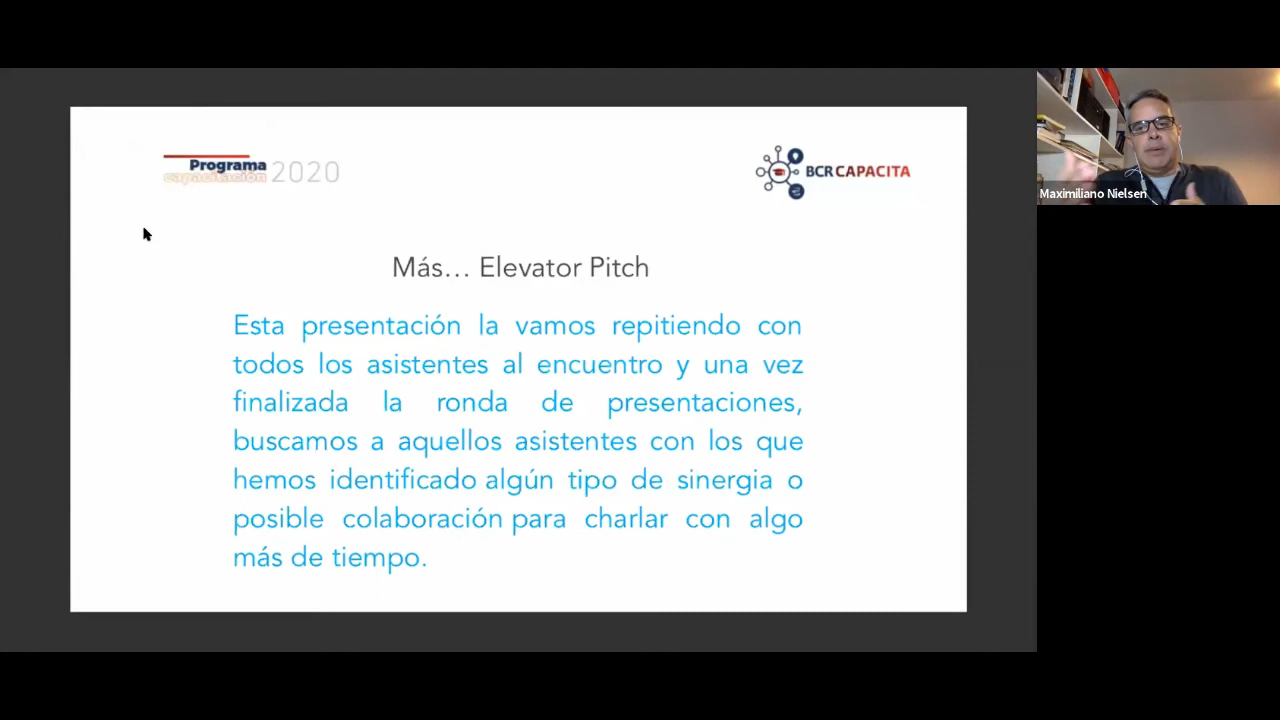 Programa
capacitación 2020
BCR CAPACITA
Maximiliano Nielsen
Más... Elevator Pitch
Esta presentación la vamos repitiendo con
todos los asistentes al encuentro y una vez
finalizada la ronda de presentaciones,
buscamos a aquellos asistentes con los que
hemos identificado algún tipo de sinergia o
posible colaboración para charlar con algo
más de tiempo.